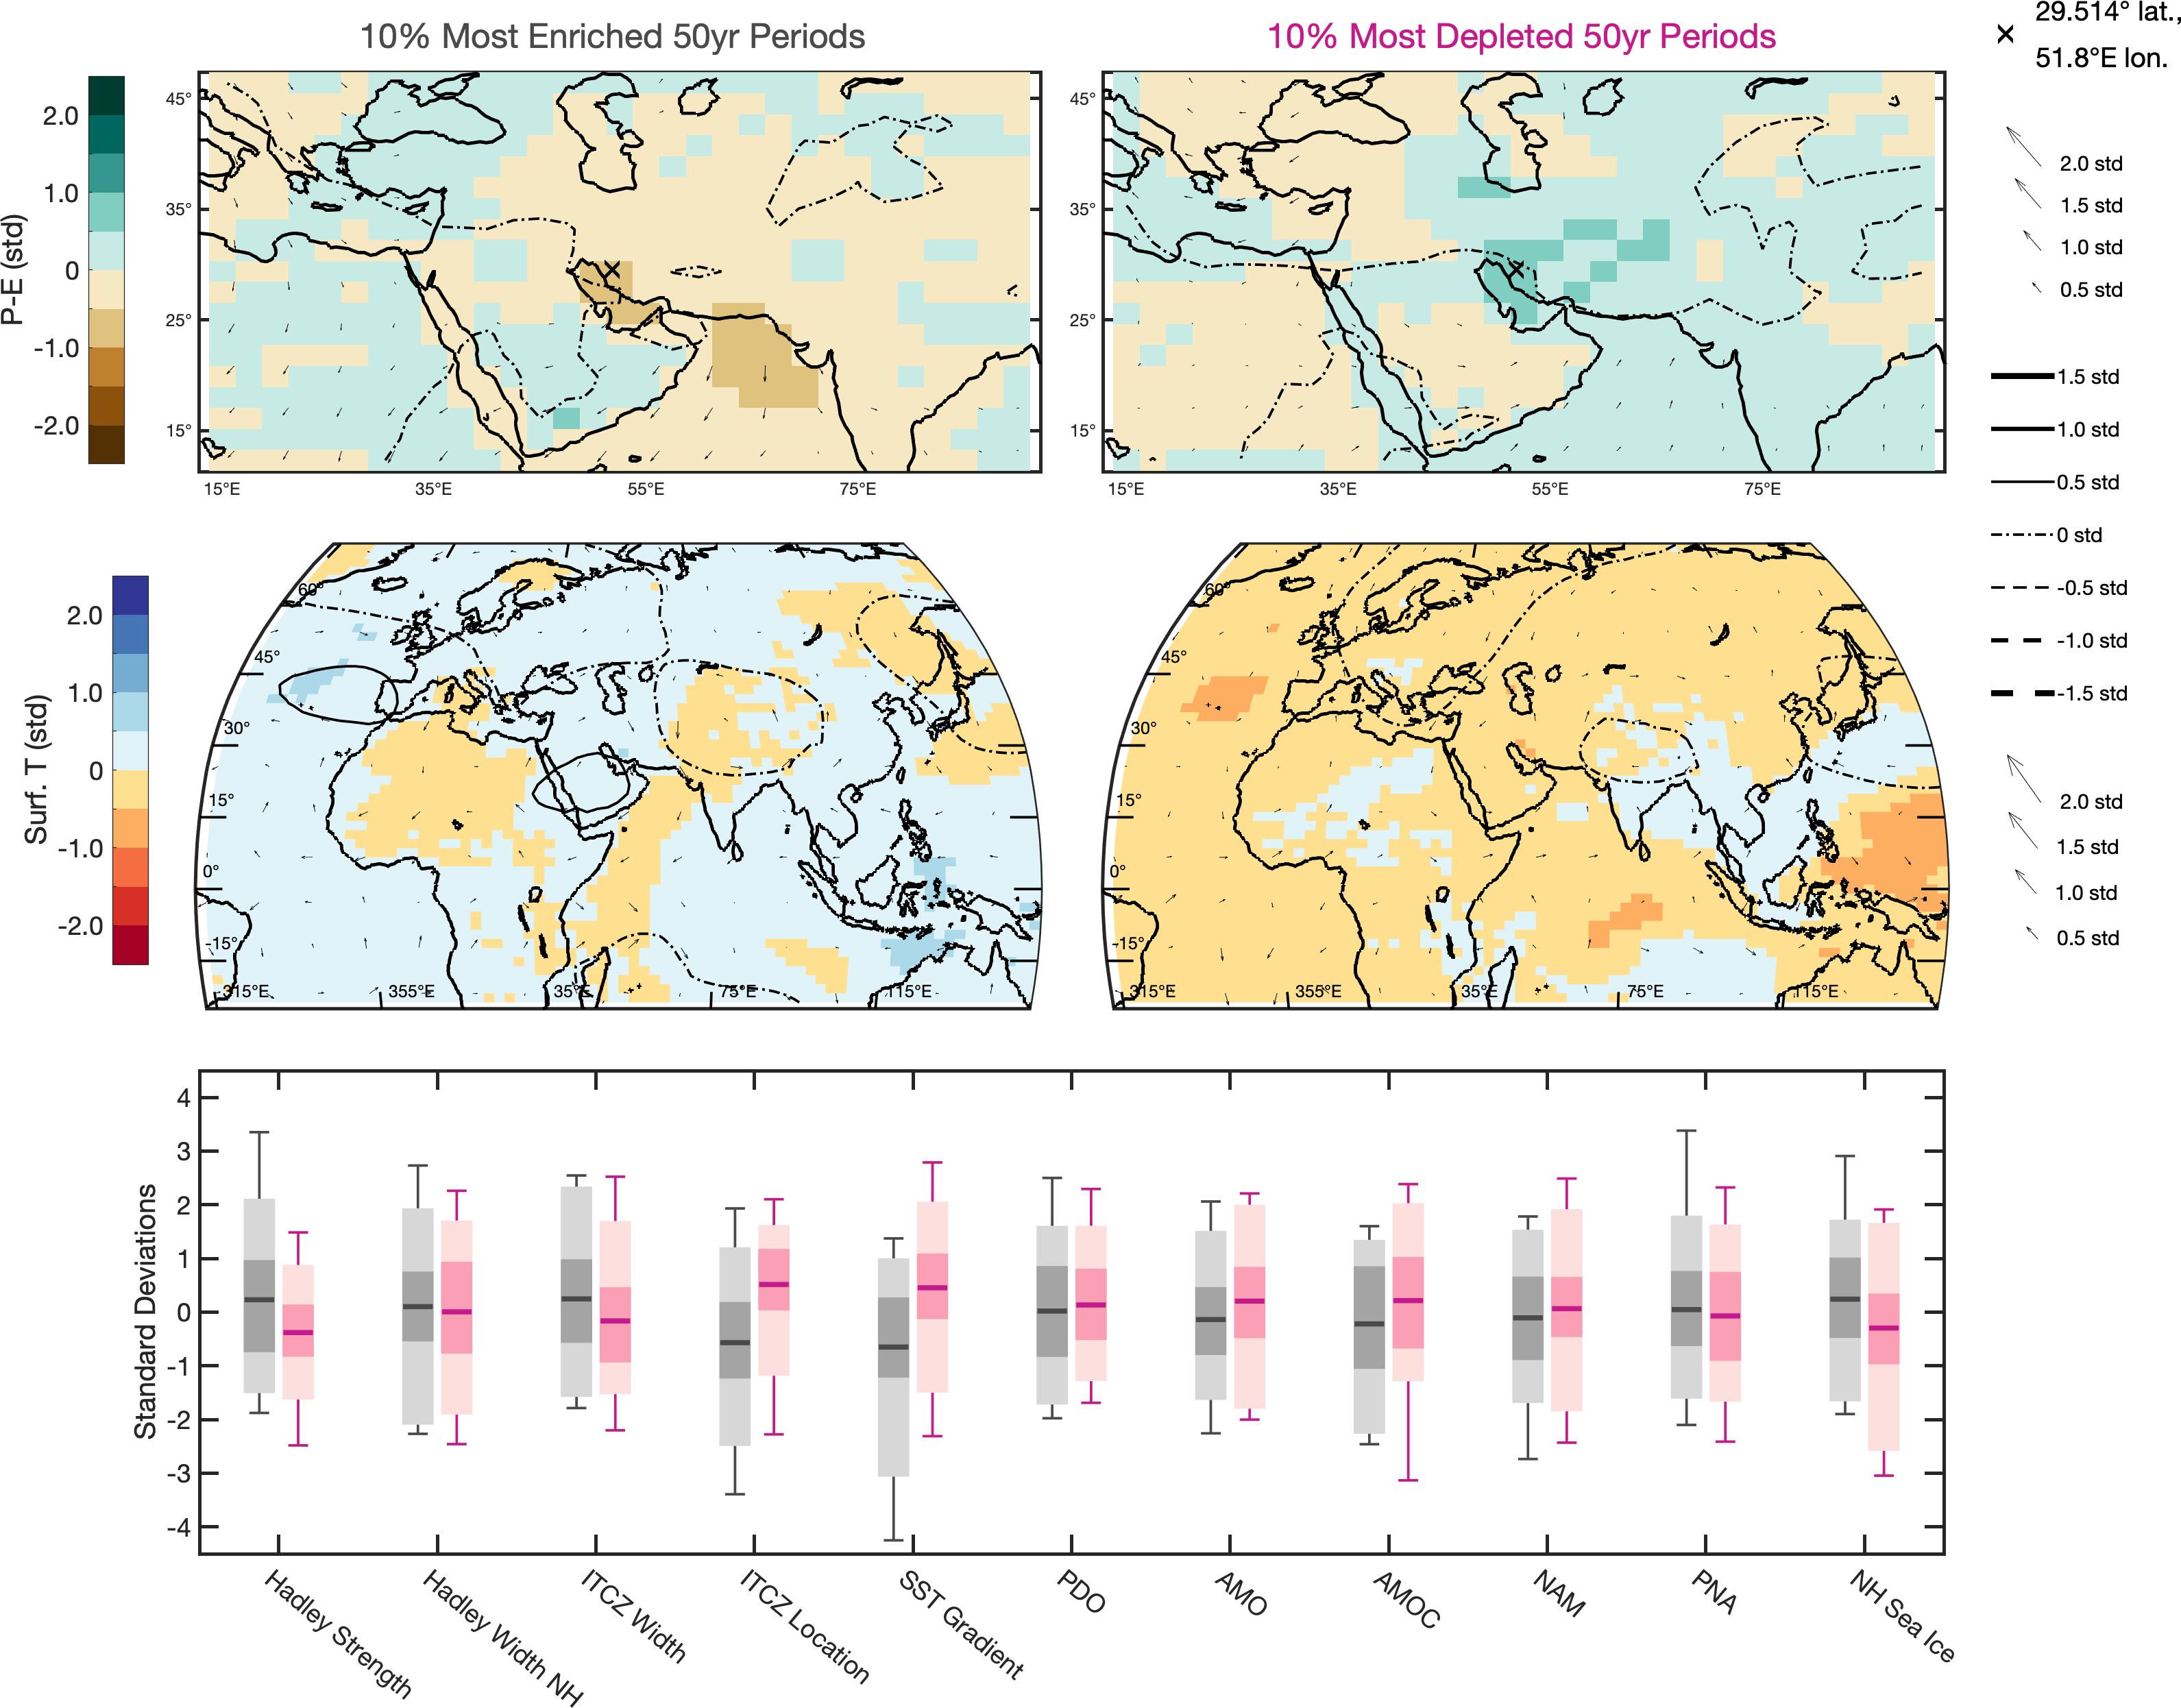 10% Most Enriched 50yr Periods
10% Most Depleted 50yr Periods
29.514° lat.,
51.8°E lon.
P-E (std)
2.0
1.0
0
-1.0
-2.0
45°
35°
25°
15°
15°E
35°E
55°E
75°E
45°
35°
25°
15°
15°E
35°E
55°E
75°E
2.0 std
1.5 std
1.0 std
0.5 std
1.5 std
1.0 std
0.5 std
0 std
-0.5 std
-1.0 std
-1.5 std
Surf. T (std)
2.0
1.0
0
-1.0
-2.0
60°
45°
30°
15°
0°
-15°
315°E
355°E
35°E
75°E
115°E
60°
45°
30°
15°
0°
-15°
315°E
355°E
35°E
75°E
115°E
2.0 std
1.5 std
1.0 std
0.5 std
Standard Deviations
4
3
2
1
0
-1
-2
-3
-4
Hadley Strength
Hadley Width NH
ITCZ Width
ITCZ Location
SST Gradient
PDO
AMO
AMOC
NAM
PNA
NH Sea Ice